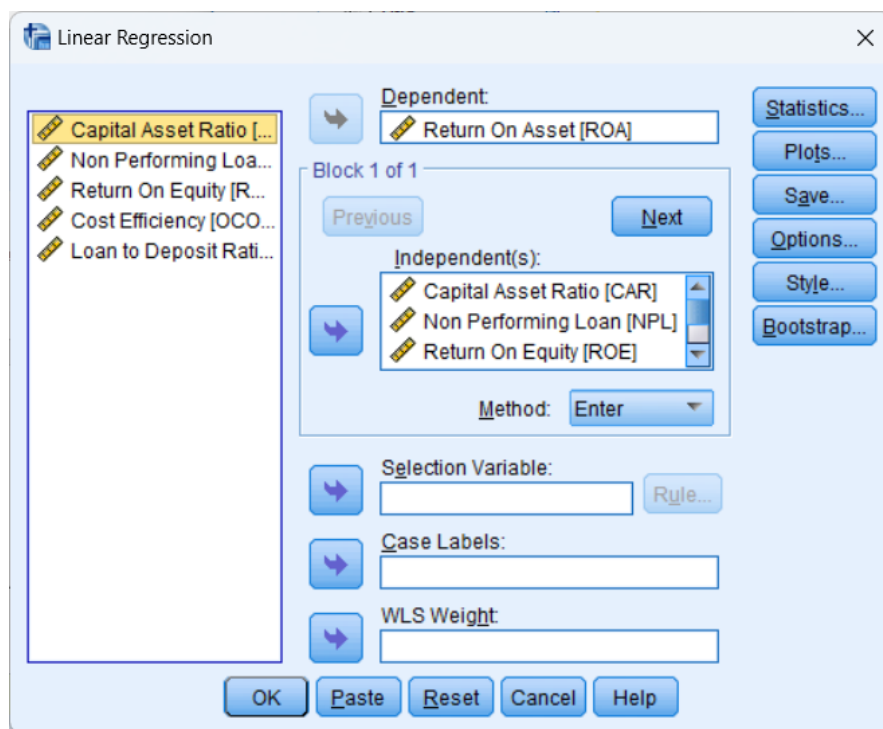 Linear Regression
Capital Asset Ratio [...
Non Performing Loa...
Return On Equity [R...
Cost Efficiency [OCO...
Loan to Deposit Rati...
Dependent:
Return On Asset [ROA]
Block 1 of 1
Previous
Next
Independent(s):
Capital Asset Ratio [CAR]
Non Performing Loan [NPL]
Return On Equity [ROE]
Method: Enter
Selection Variable:
Rule...
Case Labels:
WLS Weight:
Statistics...
Plots...
Save...
Options...
Style...
Bootstrap...
OK Paste Reset Cancel Help